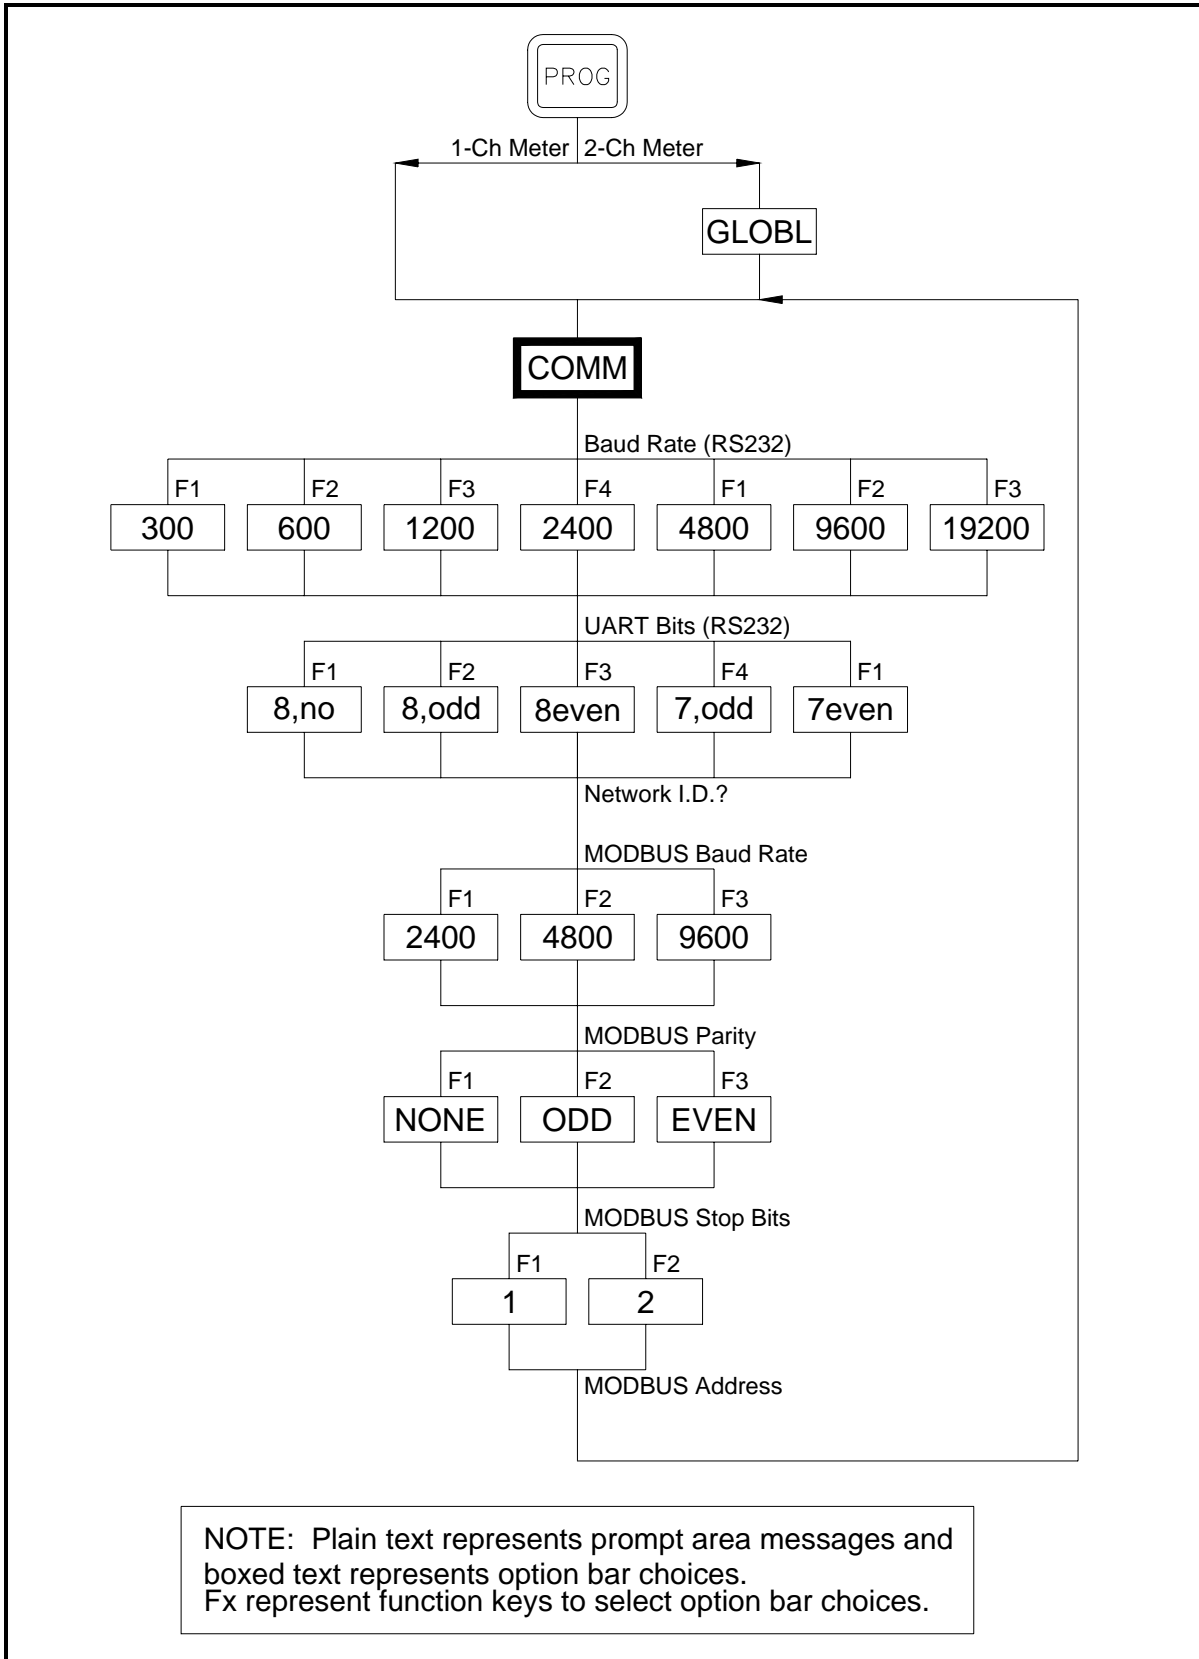 PROG
1-Ch Meter 2-Ch Meter
GLOBL
COMM
Baud Rate (RS232)
F1 F2 F3 F4 F1 F2 F3
300 600 1200 2400 4800 9600 19200
UART Bits (RS232)
F1 F2 F3 F4 F1
8,no 8,odd 8even 7,odd 7even
Network I.D.?
MODBUS Baud Rate
F1 F2 F3
2400 4800 9600
MODBUS Parity
F1 F2 F3
NONE ODD EVEN
MODBUS Stop Bits
F1 F2
1 2
MODBUS Address
NOTE: Plain text represents prompt area messages and
boxed text represents option bar choices.
Fx represent function keys to select option bar choices.